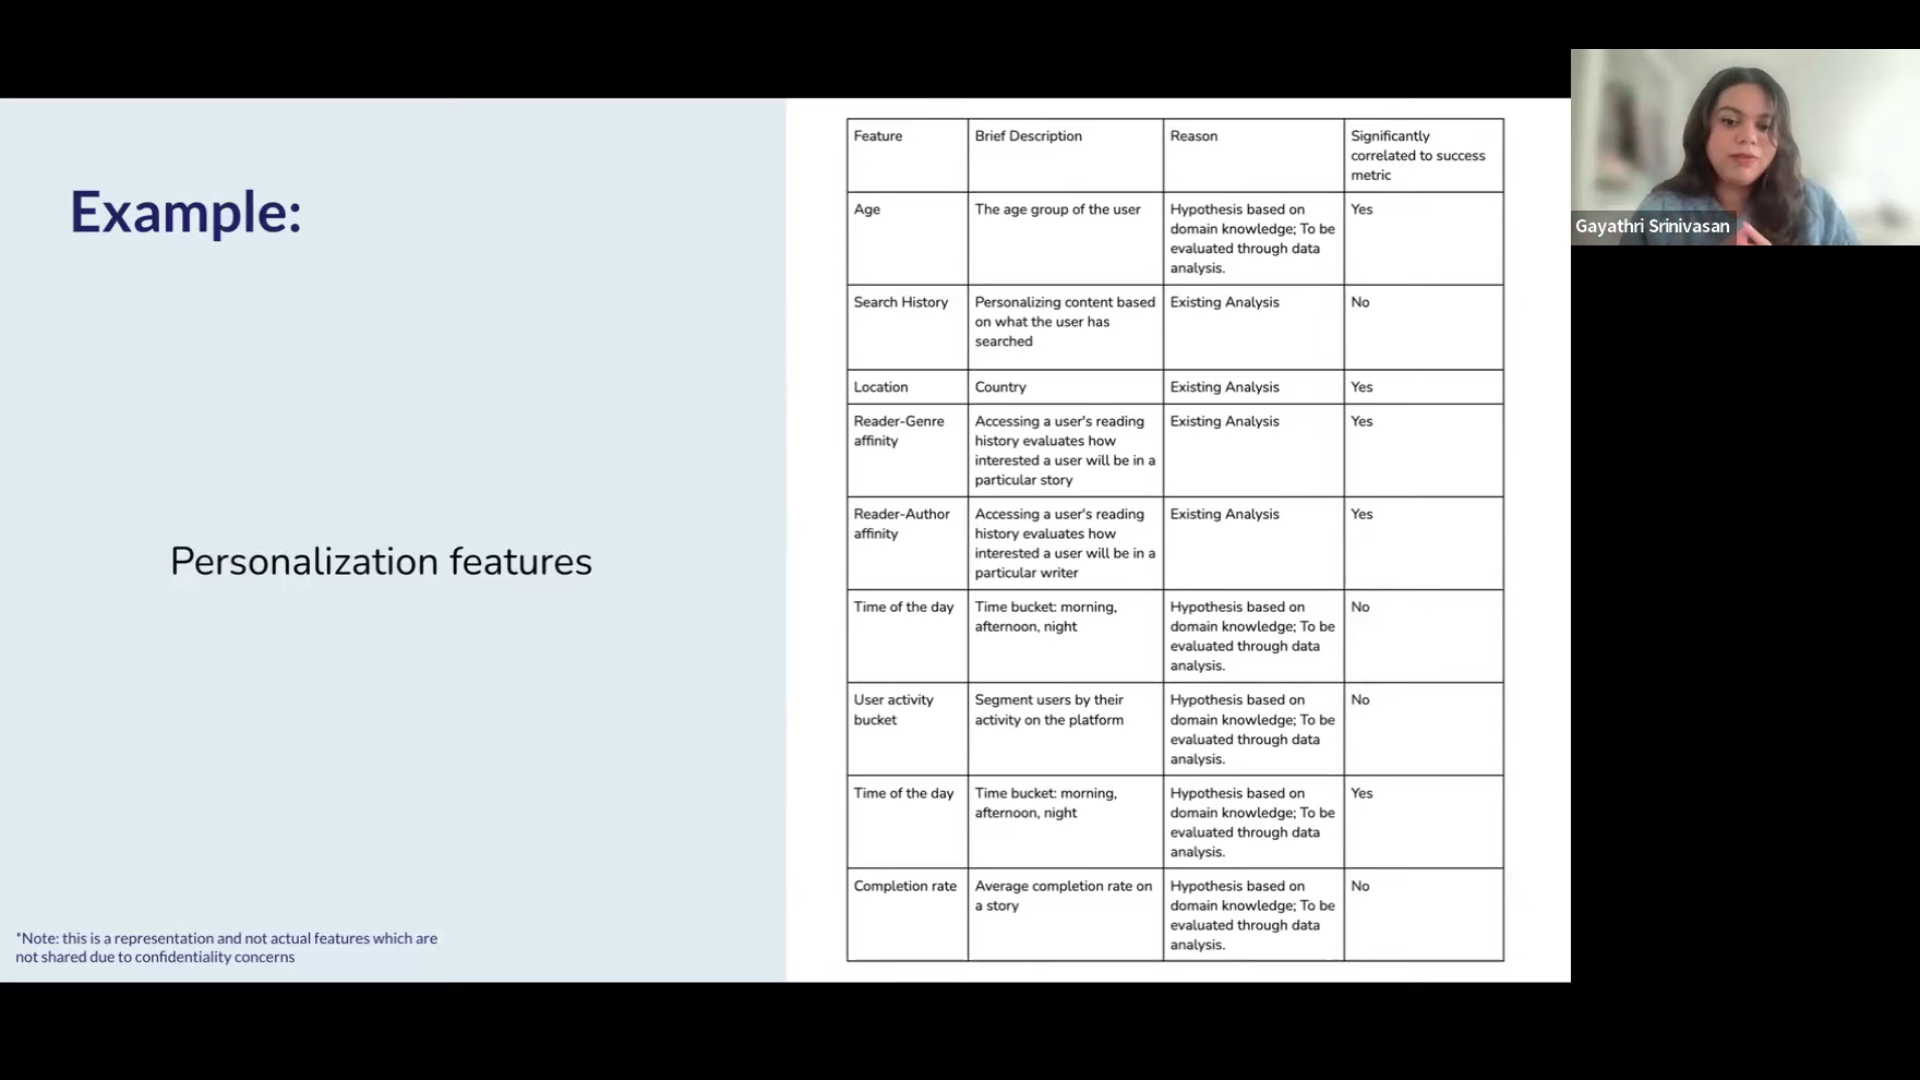 Example:
Personalization features
*Note: this is a representation and not actual features which are
not shared due to confidentiality concerns
Feature
Brief Description
Reason
Significantly
correlated to success
metric
Age
The age group of the user
Hypothesis based on
domain knowledge; To be
evaluated through data
analysis.
Yes
Search History
Personalizing content based
on what the user has
searched
Existing Analysis
No
Location
Country
Existing Analysis
Yes
Reader-Genre
affinity
Accessing a user's reading
history evaluates how
interested a user will be in a
particular story
Existing Analysis
Yes
Reader-Author
affinity
Accessing a user's reading
history evaluates how
interested a user will be in a
particular writer
Existing Analysis
Yes
Time of the day
Time bucket: morning,
afternoon, night
Hypothesis based on
domain knowledge; To be
evaluated through data
analysis.
No
User activity
bucket
Segment users by their
activity on the platform
Hypothesis based on
domain knowledge; To be
evaluated through data
analysis.
No
Time of the day
Time bucket: morning,
afternoon, night
Hypothesis based on
domain knowledge; To be
evaluated through data
analysis.
Yes
Completion rate
Average completion rate on
a story
Hypothesis based on
domain knowledge; To be
evaluated through data
analysis.
No
Gayathri Srinivasan